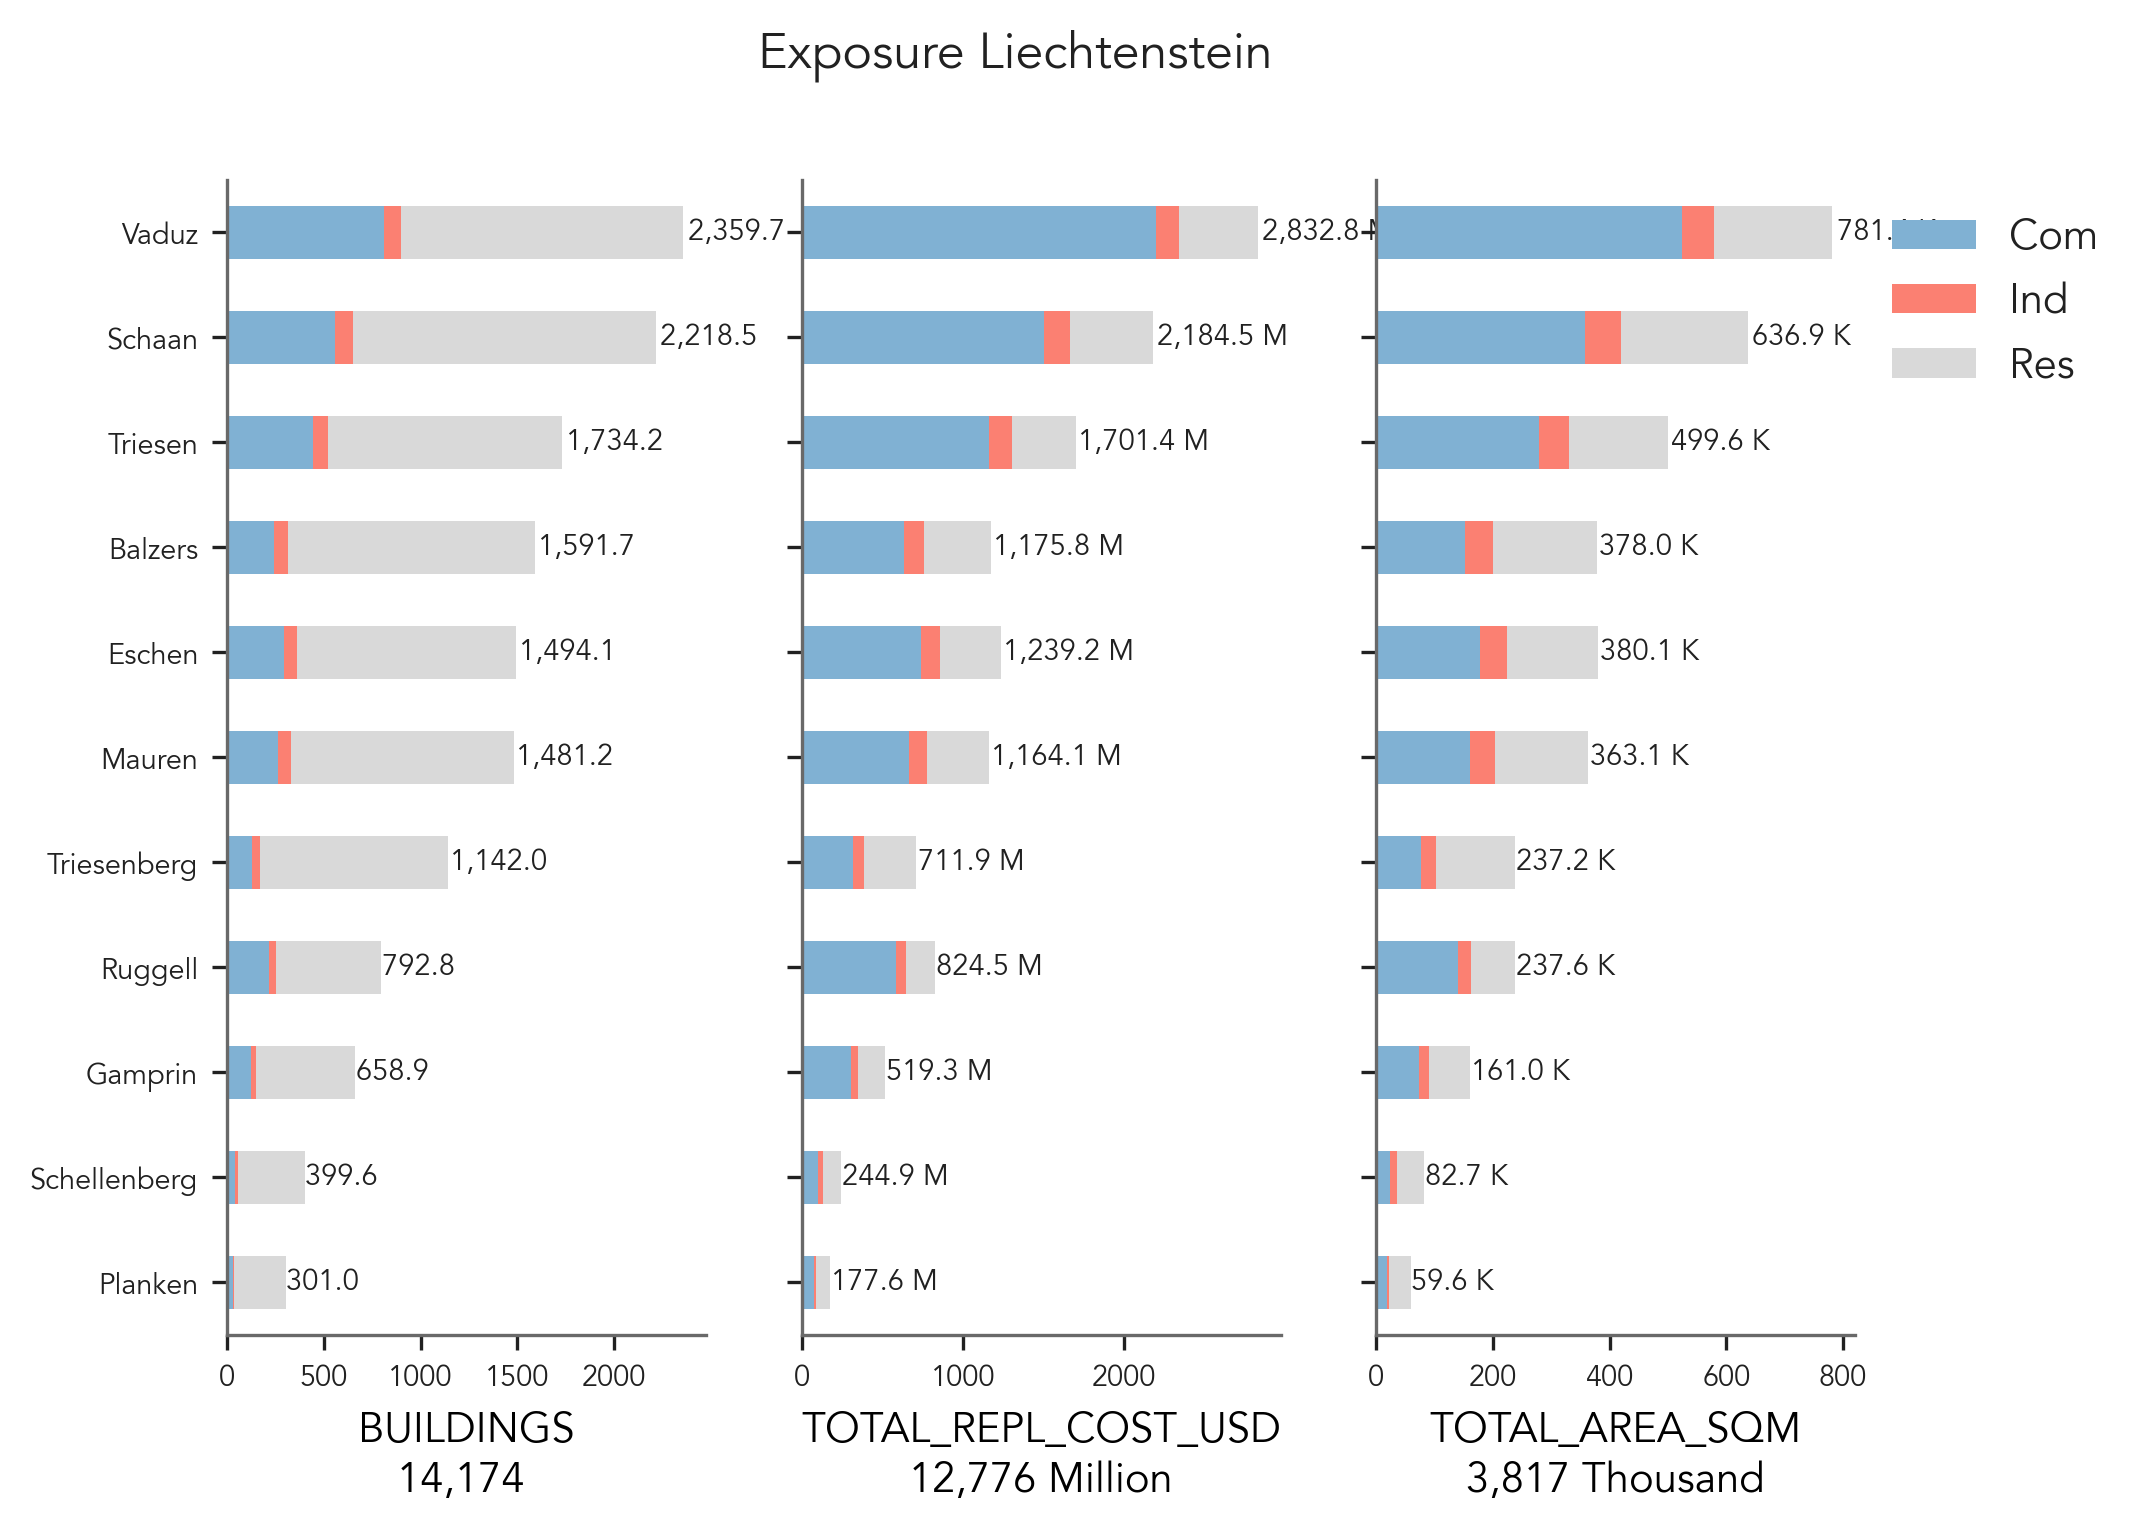 Exposure Liechtenstein
Vaduz 2,359.7 2,832.8 781. Com
Ind
Schaan 2,218.5 2,184.5 M 636.9 K
Res
Triesen 1,734.2 1,701.4 M 499.6 K
Balzers 1,591.7 1,175.8 M 378.0 K
Eschen 1,494.1 1,239.2 M 380.1 K
Mauren 1,481.2 1,164.1 M 363.1 K
Triesenberg 1,142.0 711.9 M 237.2 K
Ruggell 792.8 824.5 M 237.6 K
Gamprin 658.9 519.3 M 161.0 K
Schellenberg 399.6 244.9 M 82.7 K
Planken 301.0 177.6 M 59.6 K
0 500 1000 1500 2000 0 1000 2000 0 200 400 600 800
BUILDINGS TOTAL_REPL_COST_USD TOTAL_AREA_SQM
14,174 12,776 Million 3,817 Thousand